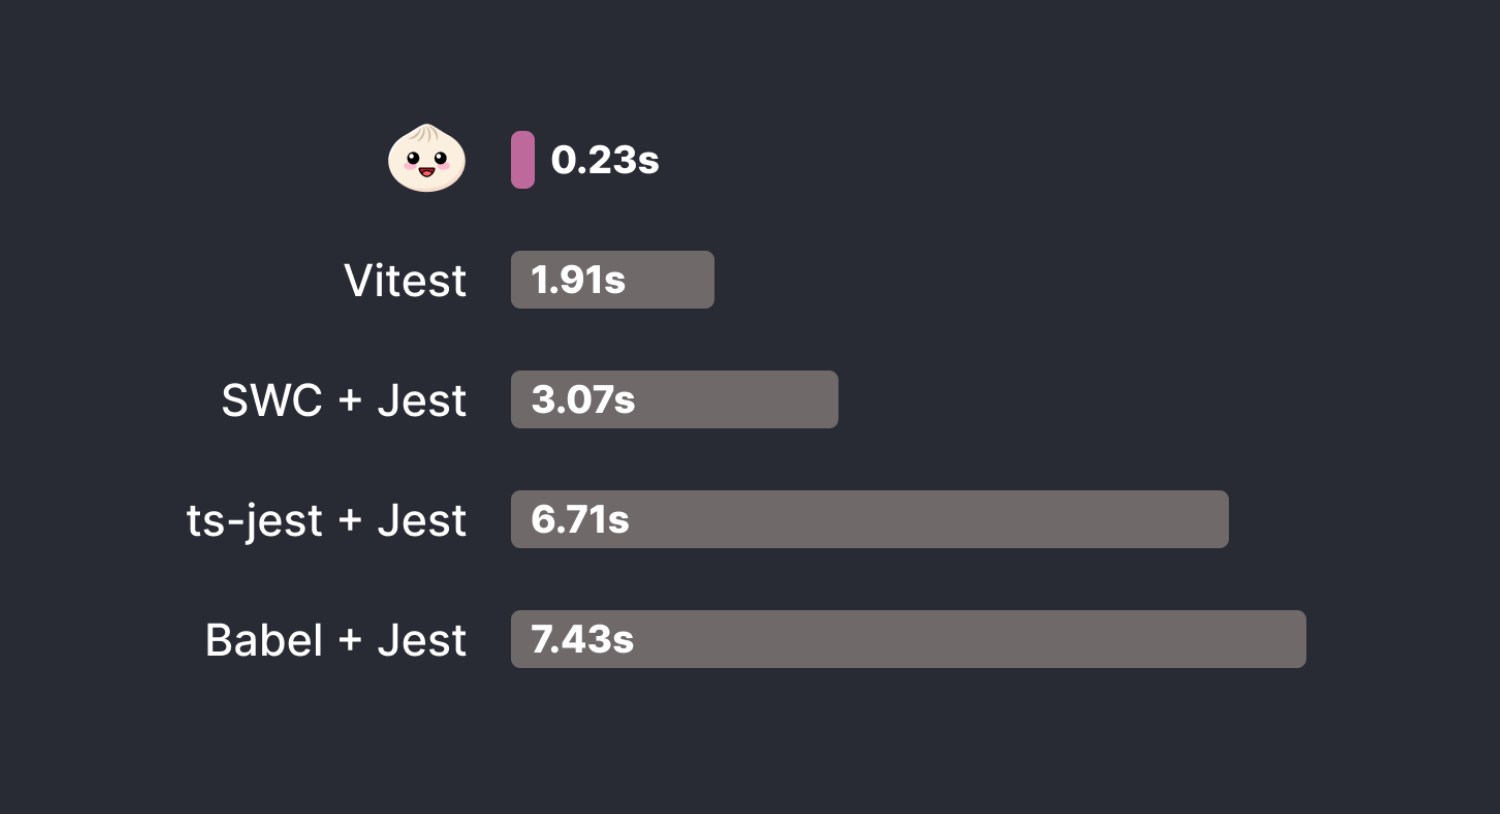 0.23s
Vitest 1.91s
SWC + Jest 3.07s
ts-jest + Jest 6.71s
Babel + Jest 7.43s